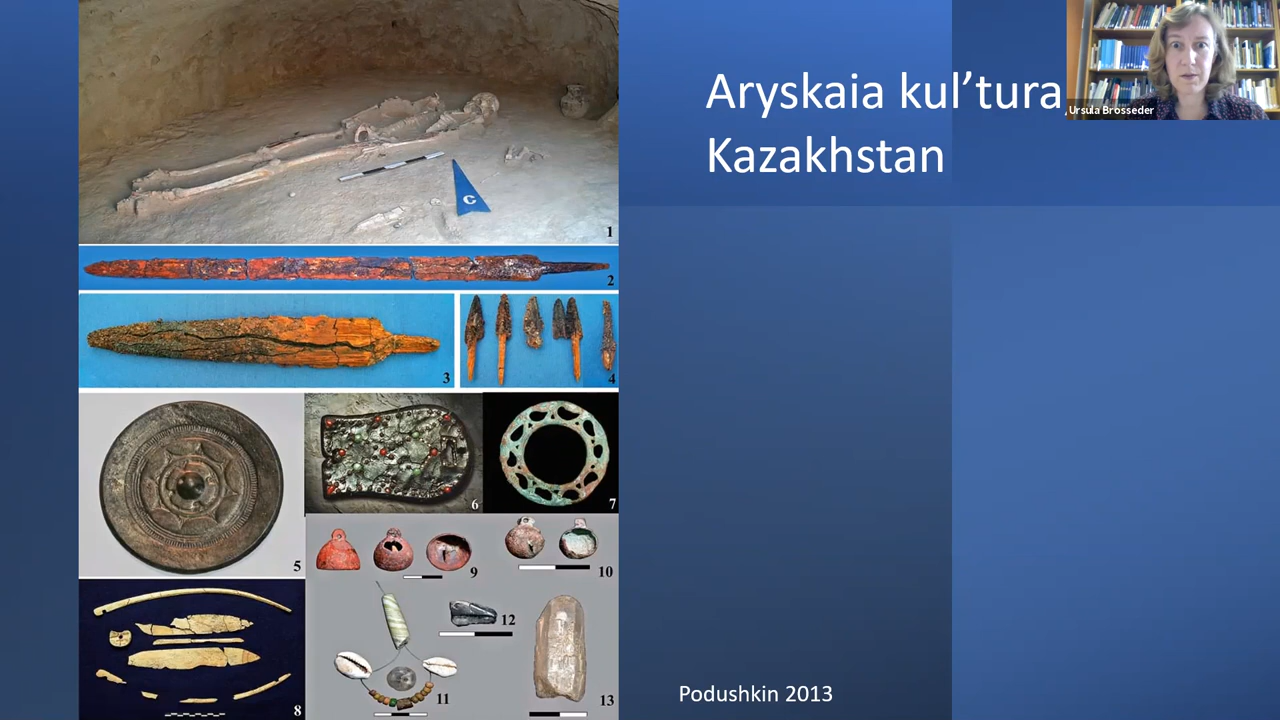 Aryskaia kul’tura,
Kazakhstan
Ursula Brosseder
C
1
2
3
4
5
6
7
8
9
10
11
12
13
Podushkin 2013